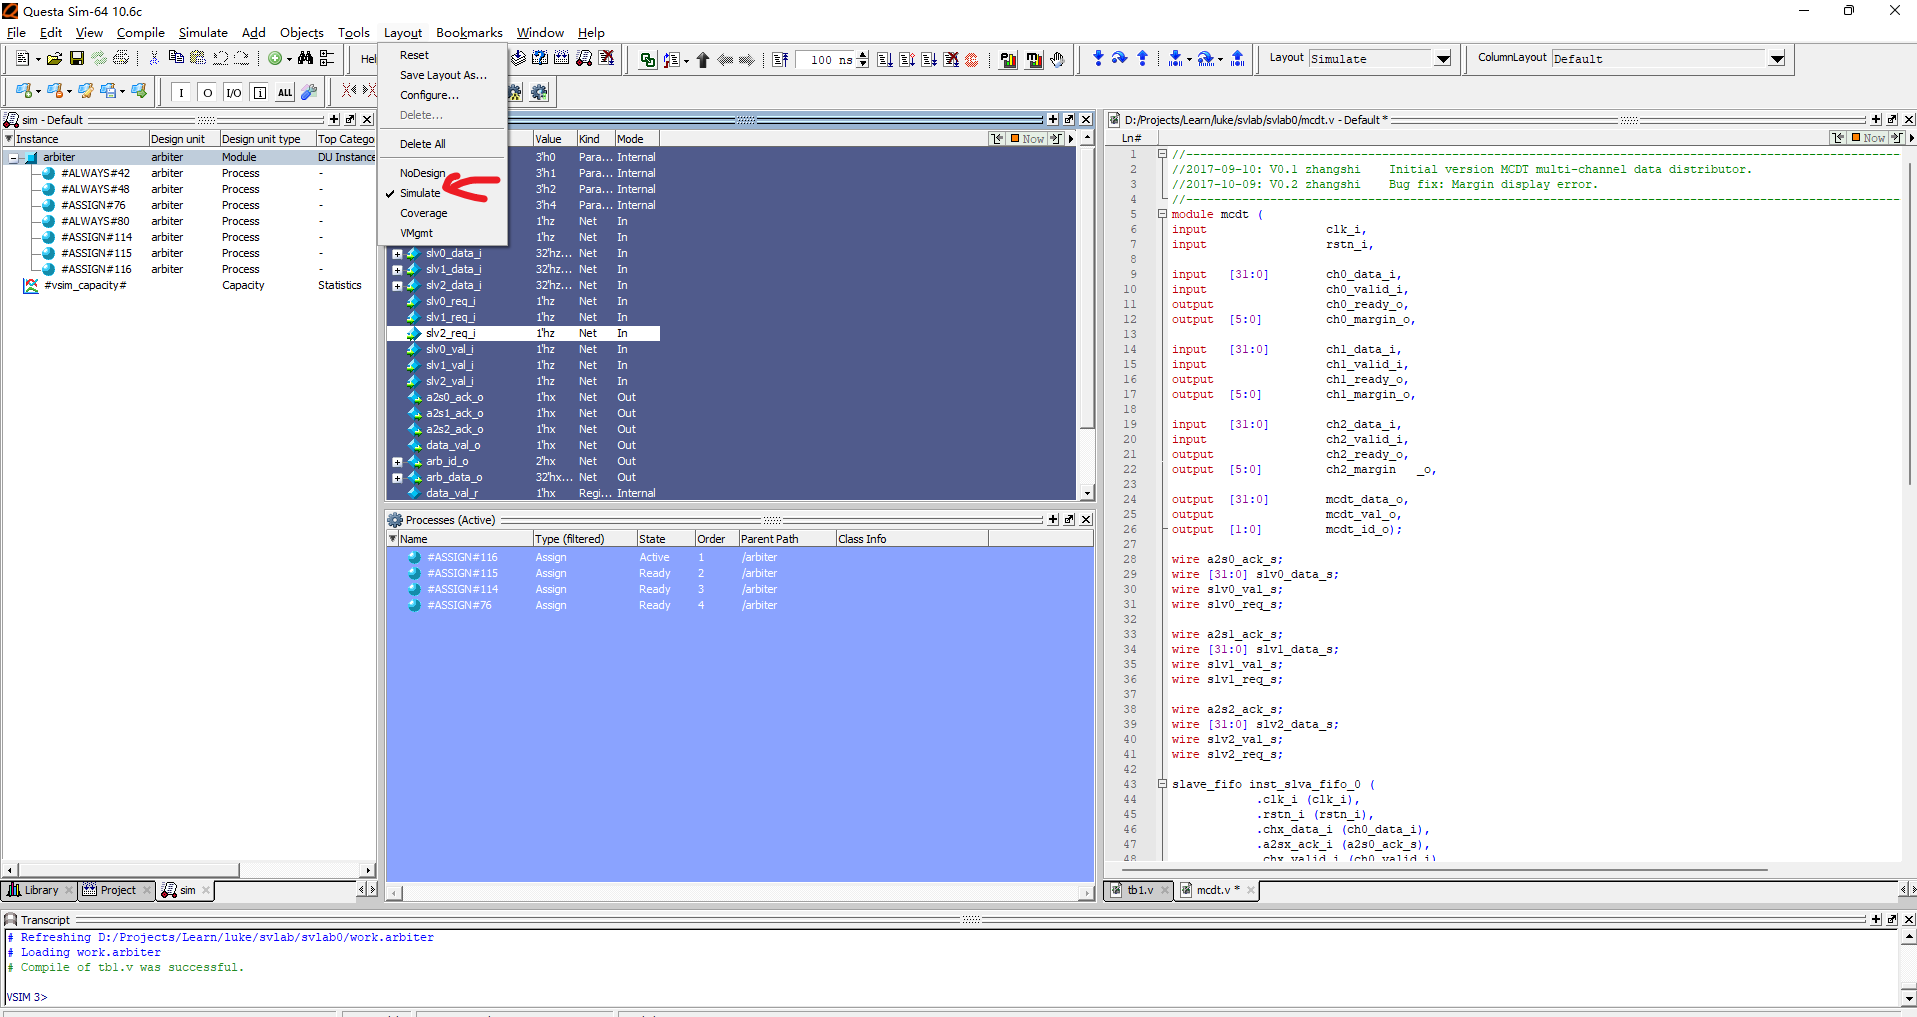 Questa Sim-64 10.6c
File Edit View Compile Simulate Add Objects Tools Layout Bookmarks Window Help
Reset
Save Layout As...
Configure...
Delete...
Delete All
NoDesign
Simulate
Coverage
VMgmt
Hel
100 ns
Layout Simulate
ColumnLayout Default
I O I/O ALL
sim - Default
Instance Design unit Design unit type Top Catego
arbiter arbiter Module DU Instance
#ALWAYS#42 arbiter Process -
#ALWAYS#48 arbiter Process -
#ASSIGN#76 arbiter Process -
#ALWAYS#80 arbiter Process -
#ASSIGN#114 arbiter Process -
#ASSIGN#115 arbiter Process -
#ASSIGN#116 arbiter Process -
#vsim_capacity# Capacity Statistics
Library Project sim
Value Kind Mode Now
3'h0 Para... Internal
3'h1 Para... Internal
3'h2 Para... Internal
3'h4 Para... Internal
1'hz Net In
1'hz Net In
slv0_data_i 32'hz... Net In
slv1_data_i 32'hz... Net In
slv2_data_i 32'hz... Net In
slv0_req_i 1'hz Net In
slv1_req_i 1'hz Net In
slv2_req_i 1'hz Net In
slv0_val_i 1'hz Net In
slv1_val_i 1'hz Net In
slv2_val_i 1'hz Net In
a2s0_ack_o 1'hx Net Out
a2s1_ack_o 1'hx Net Out
a2s2_ack_o 1'hx Net Out
data_val_o 1'hx Net Out
arb_id_o 2'hx Net Out
arb_data_o 32'hx... Net Out
data_val_r 1'hx Regi... Internal
Processes (Active)
Name Type (filtered) State Order Parent Path Class Info
#ASSIGN#116 Assign Active 1 /arbiter
#ASSIGN#115 Assign Ready 2 /arbiter
#ASSIGN#114 Assign Ready 3 /arbiter
#ASSIGN#76 Assign Ready 4 /arbiter
D:/Projects/Learn/luke/svlab/svlab0/mcdt.v - Default *
Ln# Now
1 //-----------------------------------------------------------------
2 //2017-09-10: V0.1 zhangshi Initial version MCDT multi-channel data distributor.
3 //2017-10-09: V0.2 zhangshi Bug fix: Margin display error.
4 //-----------------------------------------------------------------
5 module mcdt (
6 input clk_i,
7 input rstn_i,
8
9 input [31:0] ch0_data_i,
10 input ch0_valid_i,
11 output ch0_ready_o,
12 output [5:0] ch0_margin_o,
13
14 input [31:0] ch1_data_i,
15 input ch1_valid_i,
16 output ch1_ready_o,
17 output [5:0] ch1_margin_o,
18
19 input [31:0] ch2_data_i,
20 input ch2_valid_i,
21 output ch2_ready_o,
22 output [5:0] ch2_margin _o,
23
24 output [31:0] mcdt_data_o,
25 output mcdt_val_o,
26 output [1:0] mcdt_id_o);
27
28 wire a2s0_ack_s;
29 wire [31:0] slv0_data_s;
30 wire slv0_val_s;
31 wire slv0_req_s;
32
33 wire a2s1_ack_s;
34 wire [31:0] slv1_data_s;
35 wire slv1_val_s;
36 wire slv1_req_s;
37
38 wire a2s2_ack_s;
39 wire [31:0] slv2_data_s;
40 wire slv2_val_s;
41 wire slv2_req_s;
42
43 slave_fifo inst_slva_fifo_0 (
44 .clk_i (clk_i),
45 .rstn_i (rstn_i),
46 .chx_data_i (ch0_data_i),
47 .a2sx_ack_i (a2s0_ack_s),
48 .chx_valid_i (ch0_valid_i)
tb1.v mcdt.v *
Transcript
# Refreshing D:/Projects/Learn/luke/svlab/svlab0/work.arbiter
# Loading work.arbiter
# Compile of tb1.v was successful.
VSIM 3>